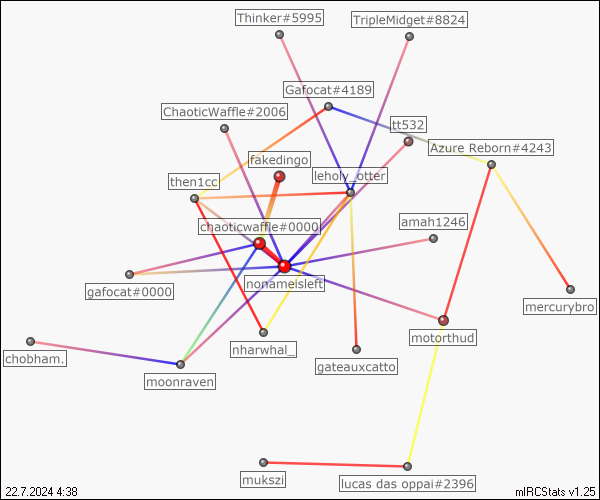 Thinker#5995
TripleMidget#8824
Gafocat#4189
ChaoticWaffle#2006
tt532
Azure Reborn#4243
fakedingo
leholy_otter
then1cc
chaoticwaffle#0000
amah1246
nonameisleft
gafocat#0000
mercurybro
motorthud
nharwhal_
chobham.
gateauxcatto
moonraven
mukszi
lucas das oppai#2396
22.7.2024 4:38
mIRCStats v1.25